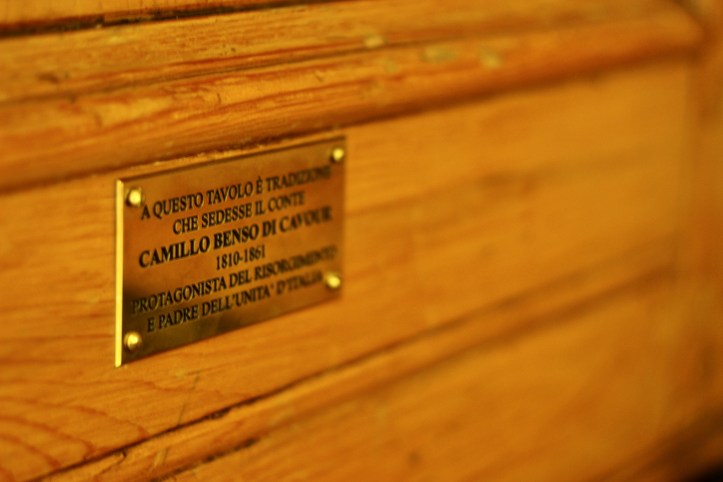 A QUESTO TAVOLO È TRADIZIONE
CHE SEDESSE IL CONTE
CAMILLO BENSO DI CAVOUR
1810-1861
PROTAGONISTA DEL RISORGIMENTO
E PADRE DELL'UNITA' D'ITALIA